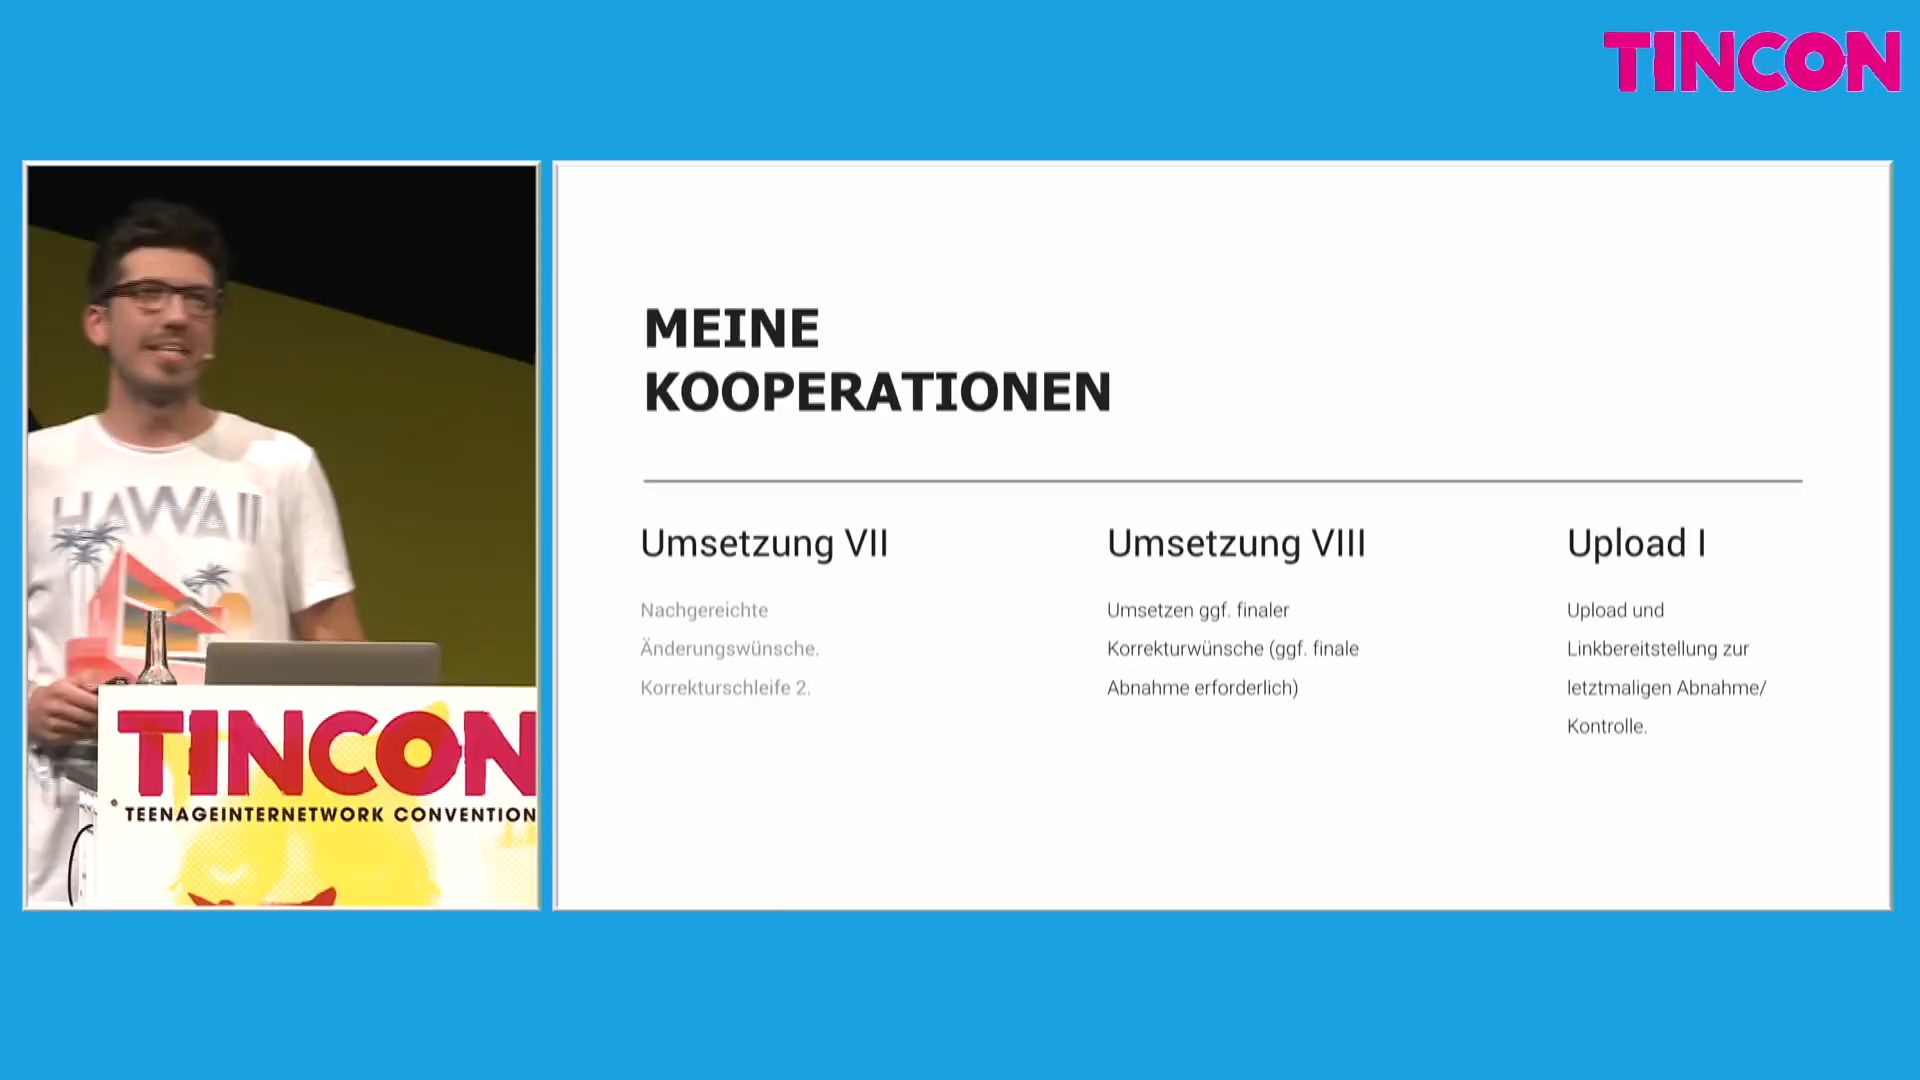 TINCON
MEINE
KOOPERATIONEN
Umsetzung VII
Nachgereichte
Änderungswünsche.
Korrekturschleife 2.
Umsetzung VIII
Umsetzen ggf. finaler
Korrekturwünsche (ggf. finale
Abnahme erforderlich)
Upload I
Upload und
Linkbereitstellung zur
letztmaligen Abnahme/
Kontrolle.
HAWAII
TINCON
TEENAGEINTERNETWORK CONVENTION